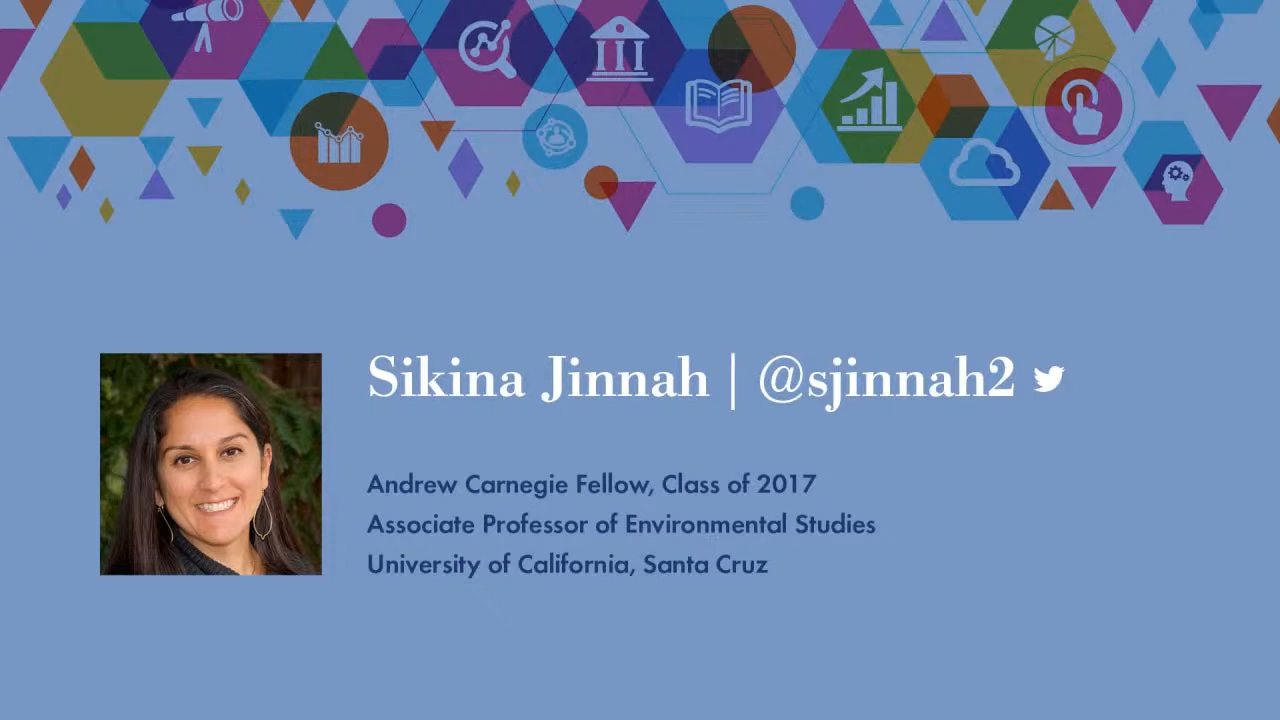 Sikina Jinnah | @sjinnah2
Andrew Carnegie Fellow, Class of 2017
Associate Professor of Environmental Studies
University of California, Santa Cruz